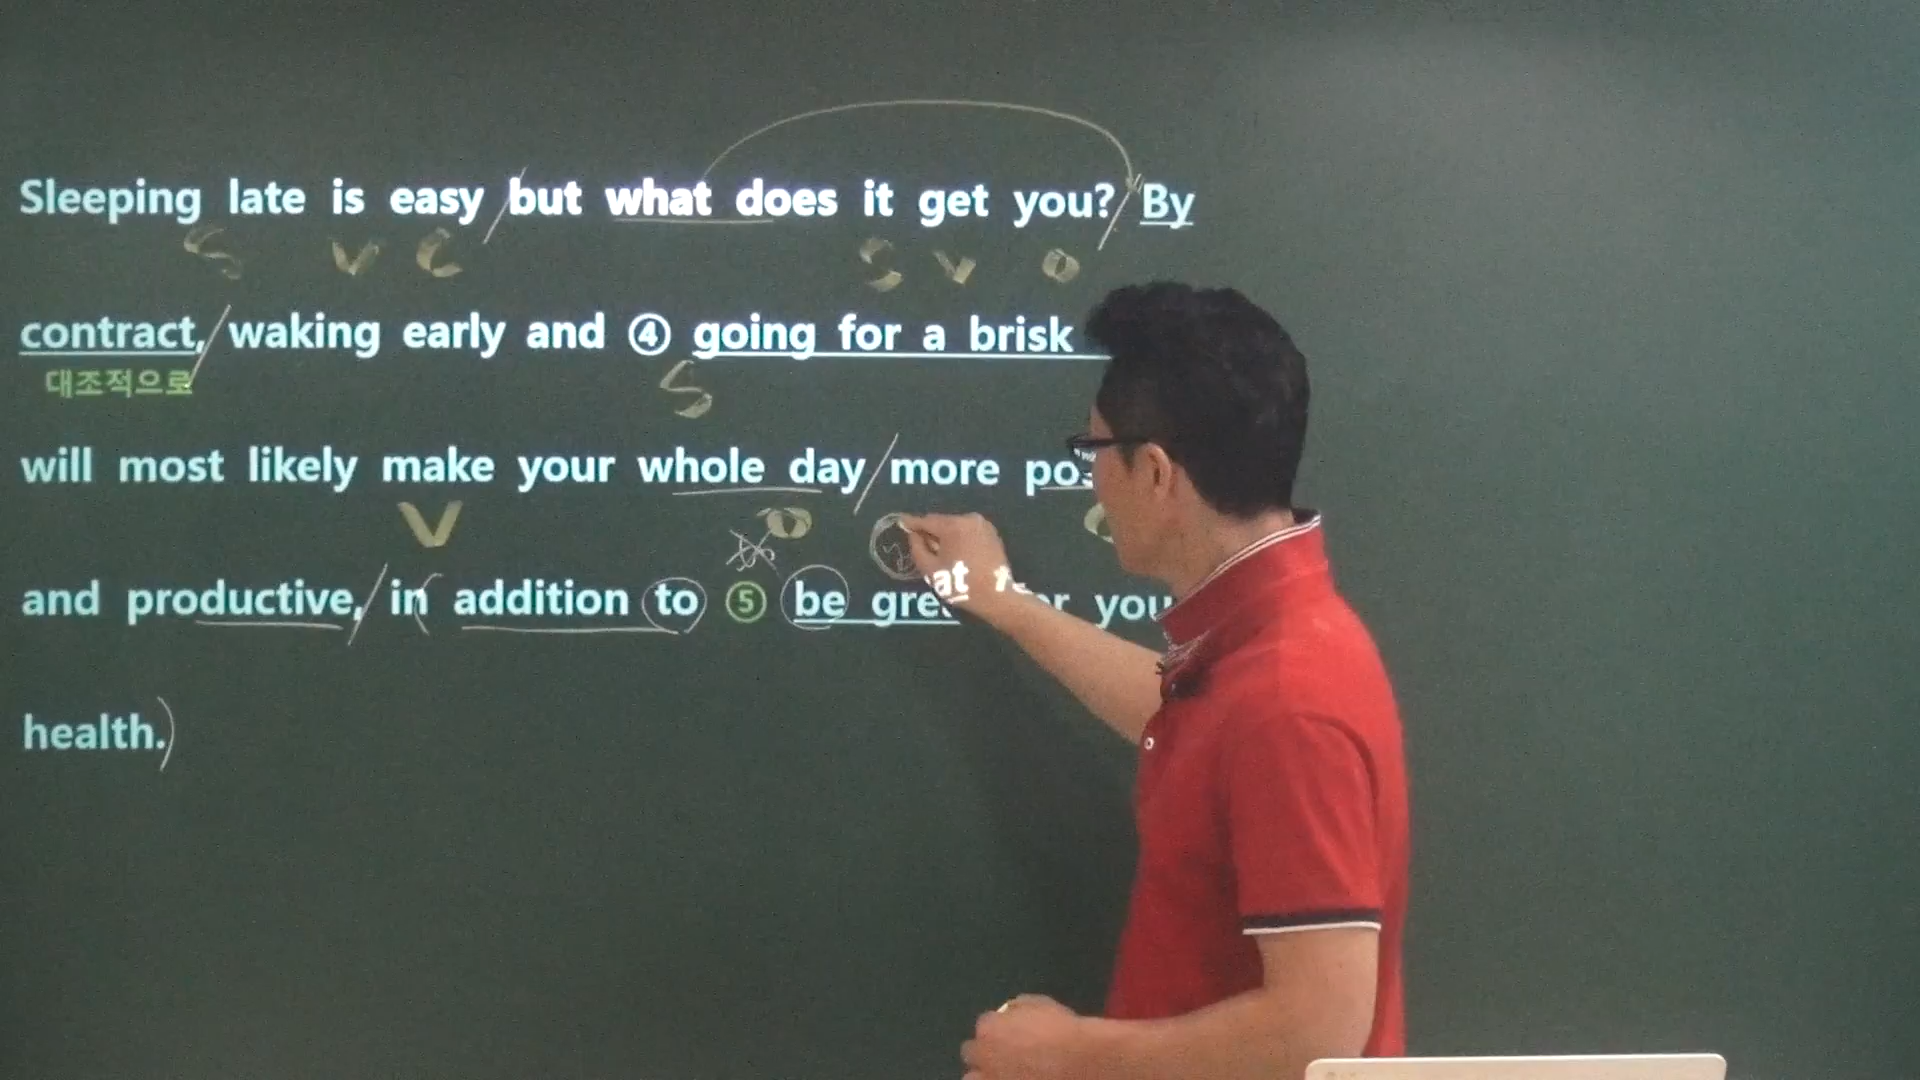 Sleeping late is easy but what does it get you? By
S V C S V O
contract, waking early and ④ going for a brisk
대조적으로 S
will most likely make your whole day more
V O
and productive, in addition to ⑤ be for you
health.